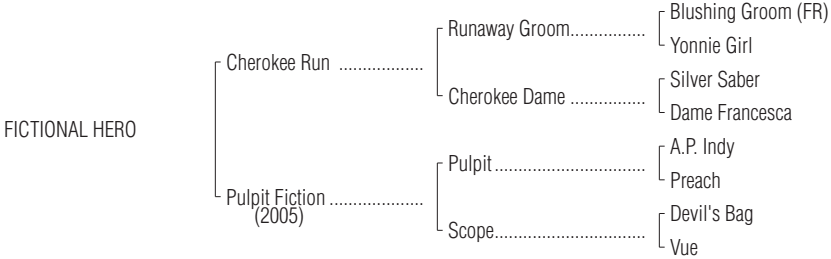 Blushing Groom (FR)
Runaway Groom................
Yonnie Girl
Cherokee Run ..................
Silver Saber
Cherokee Dame ................
Dame Francesca
FICTIONAL HERO
A.P. Indy
Pulpit................................
Preach
Pulpit Fiction ....................
(2005)
Devil's Bag
Scope................................
Vue